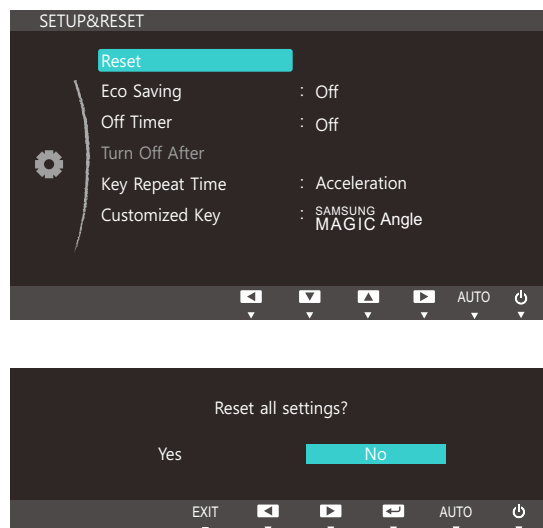 SETUP&RESET
Reset
Eco Saving : Off
Off Timer : Off
Turn Off After
Key Repeat Time : Acceleration
Customized Key : SAMSUNG MAGIC Angle
AUTO
Reset all settings?
Yes No
EXIT AUTO